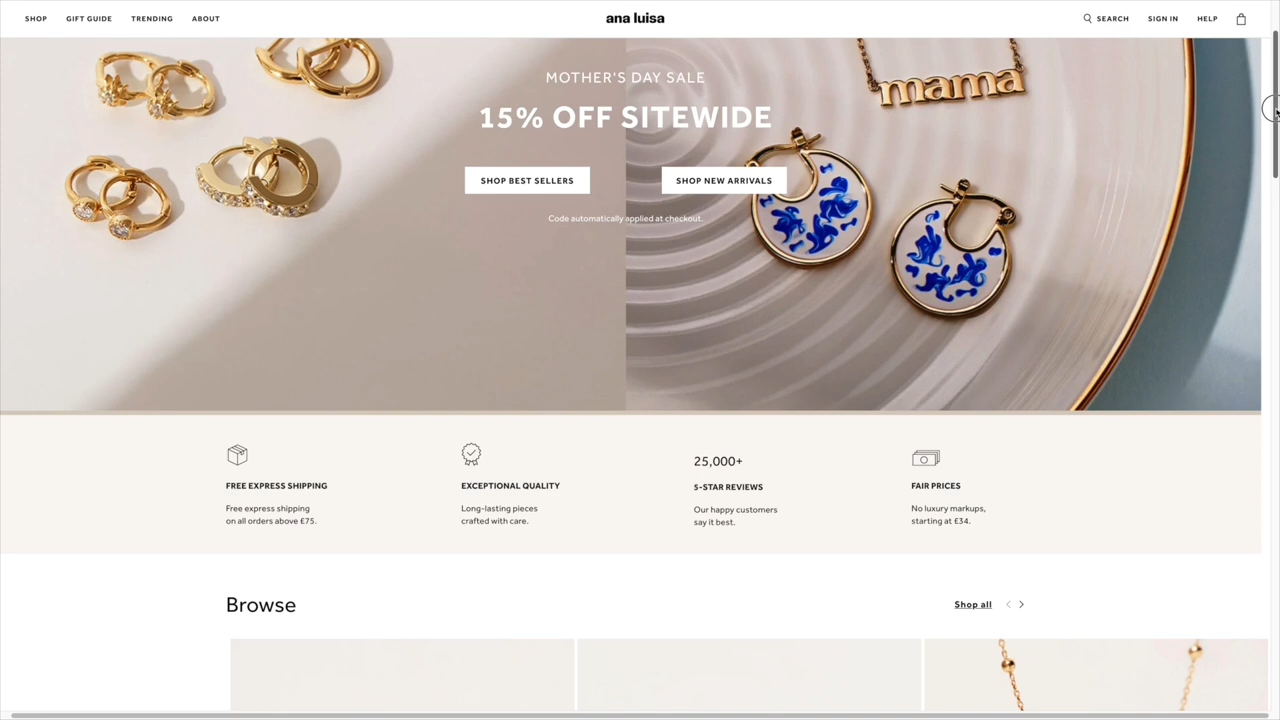 SHOP GIFT GUIDE TRENDING ABOUT
ana luisa
SEARCH SIGN IN HELP
mama
MOTHER'S DAY SALE
15% OFF SITEWIDE
SHOP BEST SELLERS
SHOP NEW ARRIVALS
Code automatically applied at checkout.
FREE EXPRESS SHIPPING
Free express shipping
on all orders above £75.
EXCEPTIONAL QUALITY
Long-lasting pieces
crafted with care.
25,000+
5-STAR REVIEWS
Our happy customers
say it best.
FAIR PRICES
No luxury markups,
starting at £34.
Browse
Shop all